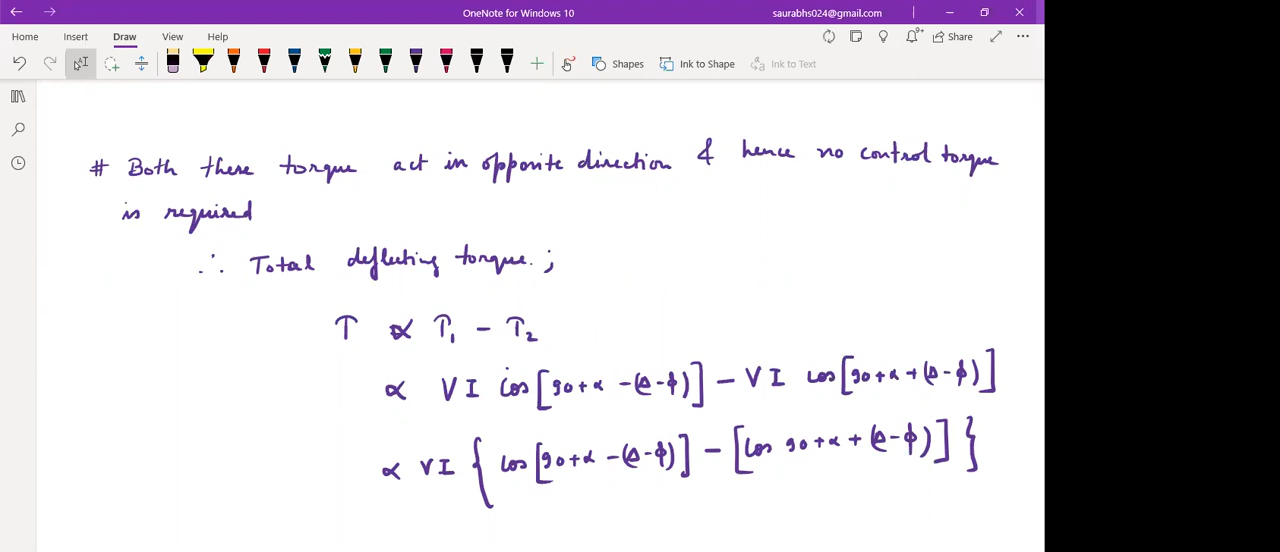 OneNote for Windows 10
saurabhs024@gmail.com
Home Insert Draw View Help
Share
Shapes Ink to Shape Ink to Text
# Both these torque act in opposite direction & hence no control torque
is required
∴ Total deflecting torque ;
T ∝ T₁ - T₂
∝ VI cos[90+α -(Δ-ϕ)] - VI cos[90+α+(Δ-ϕ)]
∝ VI { cos[90+α -(Δ-ϕ)] - [cos 90+α+(Δ-ϕ)] }